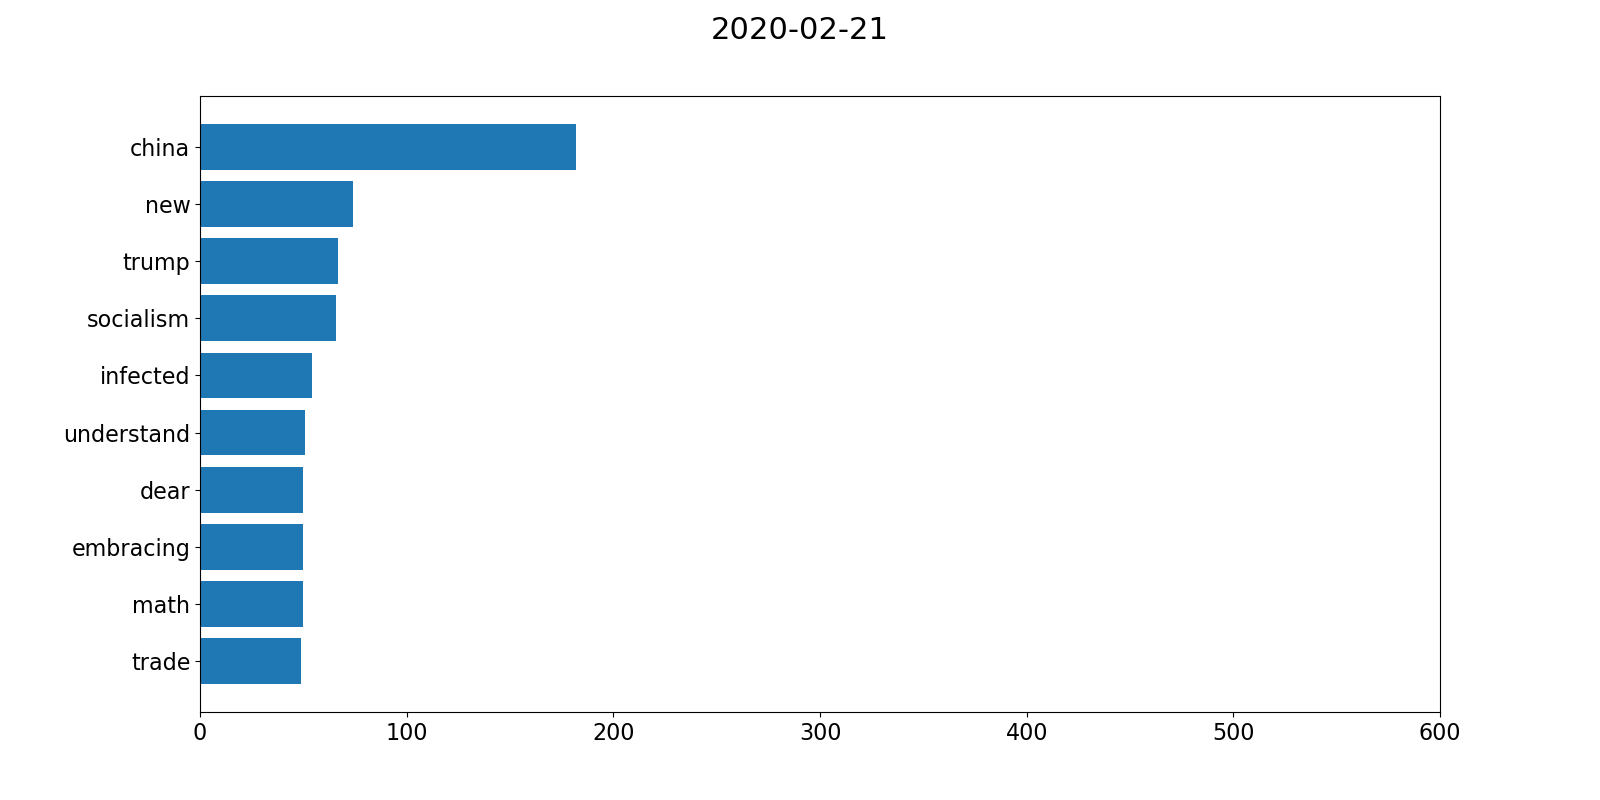 2020-02-21
china
new
trump
socialism
infected
understand
dear
embracing
math
trade
0 100 200 300 400 500 600